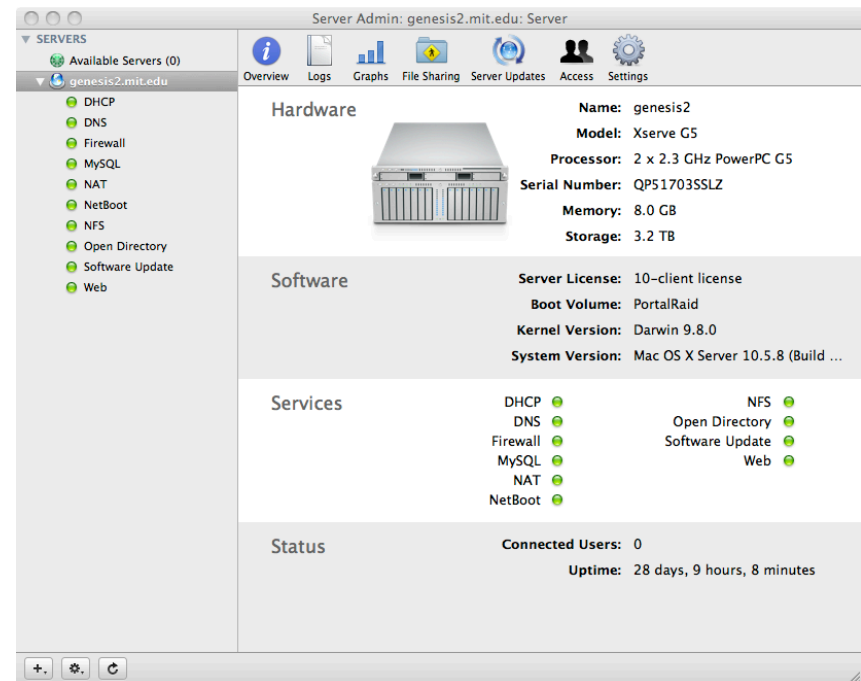 Server Admin: genesis2.mit.edu: Server
SERVERS
Available Servers (0)
genesis2.mit.edu
DHCP
DNS
Firewall
MySQL
NAT
NetBoot
NFS
Open Directory
Software Update
Web
Overview Logs Graphs File Sharing Server Updates Access Settings
Hardware
Name: genesis2
Model: Xserve G5
Processor: 2 x 2.3 GHz PowerPC G5
Serial Number: QP51703SSLZ
Memory: 8.0 GB
Storage: 3.2 TB
Software
Server License: 10-client license
Boot Volume: PortalRaid
Kernel Version: Darwin 9.8.0
System Version: Mac OS X Server 10.5.8 (Build ...
Services
DHCP NFS
DNS Open Directory
Firewall Software Update
MySQL Web
NAT
NetBoot
Status
Connected Users: 0
Uptime: 28 days, 9 hours, 8 minutes